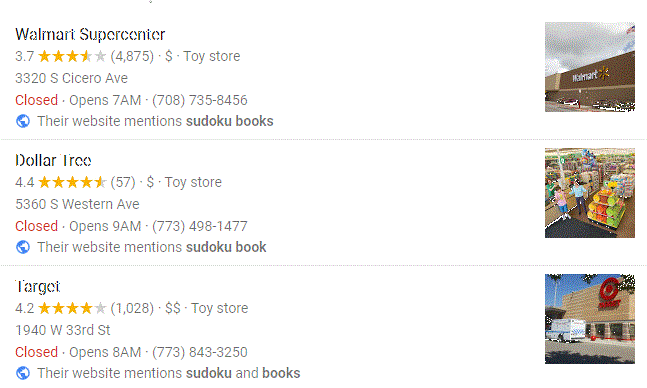 Walmart Supercenter
3.7 ★★★★★ (4,875) · $ · Toy store
3320 S Cicero Ave
Closed · Opens 7AM · (708) 735-8456
Their website mentions sudoku books
Walmart
Dollar Tree
4.4 ★★★★★ (57) · $ · Toy store
5360 S Western Ave
Closed · Opens 9AM · (773) 498-1477
Their website mentions sudoku book
Target
4.2 ★★★★★ (1,028) · $$ · Toy store
1940 W 33rd St
Closed · Opens 8AM · (773) 843-3250
Their website mentions sudoku and books